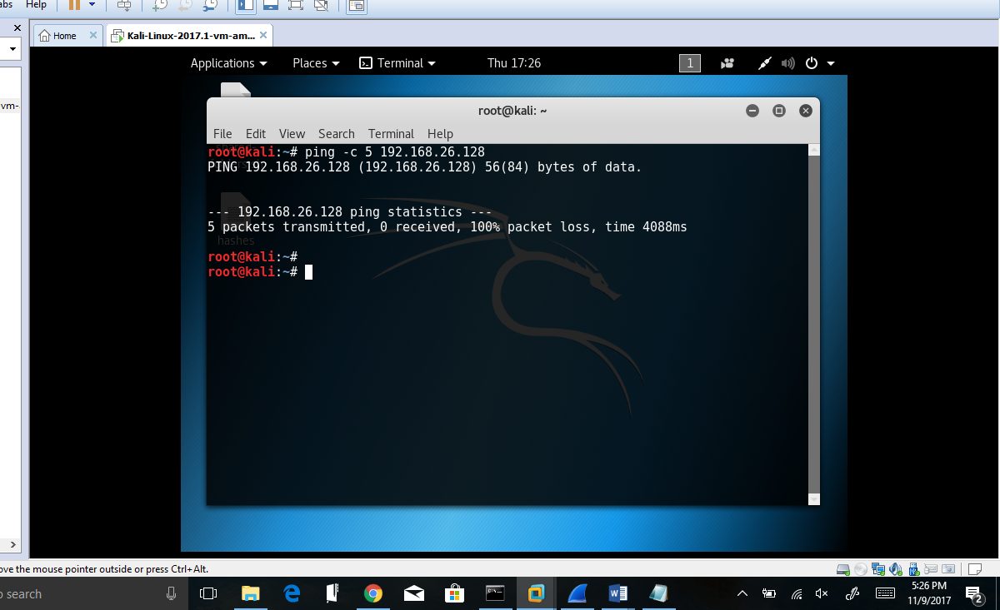 abs Help
Home
Kali-Linux-2017.1-vm-am...
vm-
Applications Places Terminal Thu 17:26 1
root@kali: ~
File Edit View Search Terminal Help
root@kali:~# ping -c 5 192.168.26.128
PING 192.168.26.128 (192.168.26.128) 56(84) bytes of data.
--- 192.168.26.128 ping statistics ---
5 packets transmitted, 0 received, 100% packet loss, time 4088ms
hashes
root@kali:~#
root@kali:~#
ove the mouse pointer outside or press Ctrl+Alt.
o search
5:26 PM
11/9/2017
2